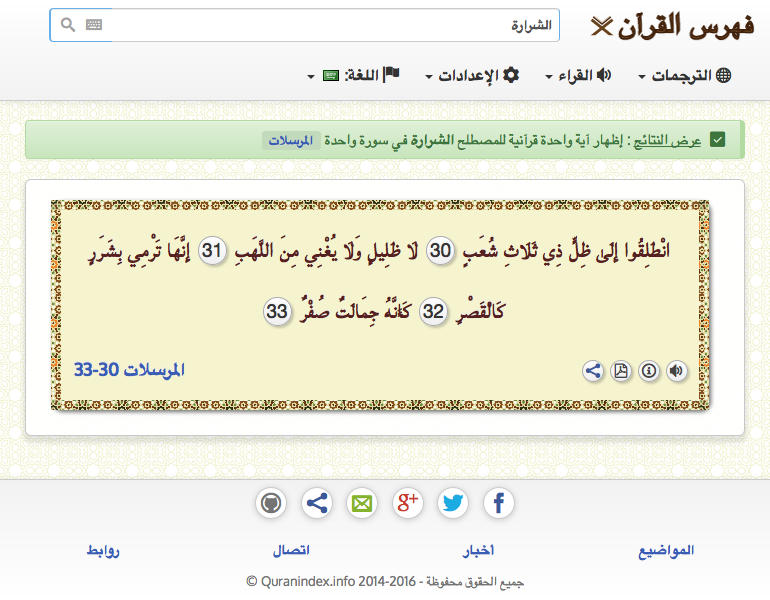 فهرس القرآن
الشرارة
الترجمات
القراء
الإعدادات
اللغة:
عرض النتائج : إظهار آية واحدة قرآنية للمصطلح الشرارة في سورة واحدة المرسلات
انْطَلِقُوا إِلَىٰ ظِلٍّ ذِي ثَلَاثِ شُعَبٍ 30 لَا ظَلِيلٍ وَلَا يُغْنِي مِنَ اللَّهَبِ 31 إِنَّهَا تَرْمِي بِشَرَرٍ
كَالْقَصْرِ 32 كَأَنَّهُ جِمَالَتٌ صُفْرٌ 33
المرسلات 30-33
المواضيع
أخبار
اتصال
روابط
جميع الحقوق محفوظة - Quranindex.info 2014-2016 ©